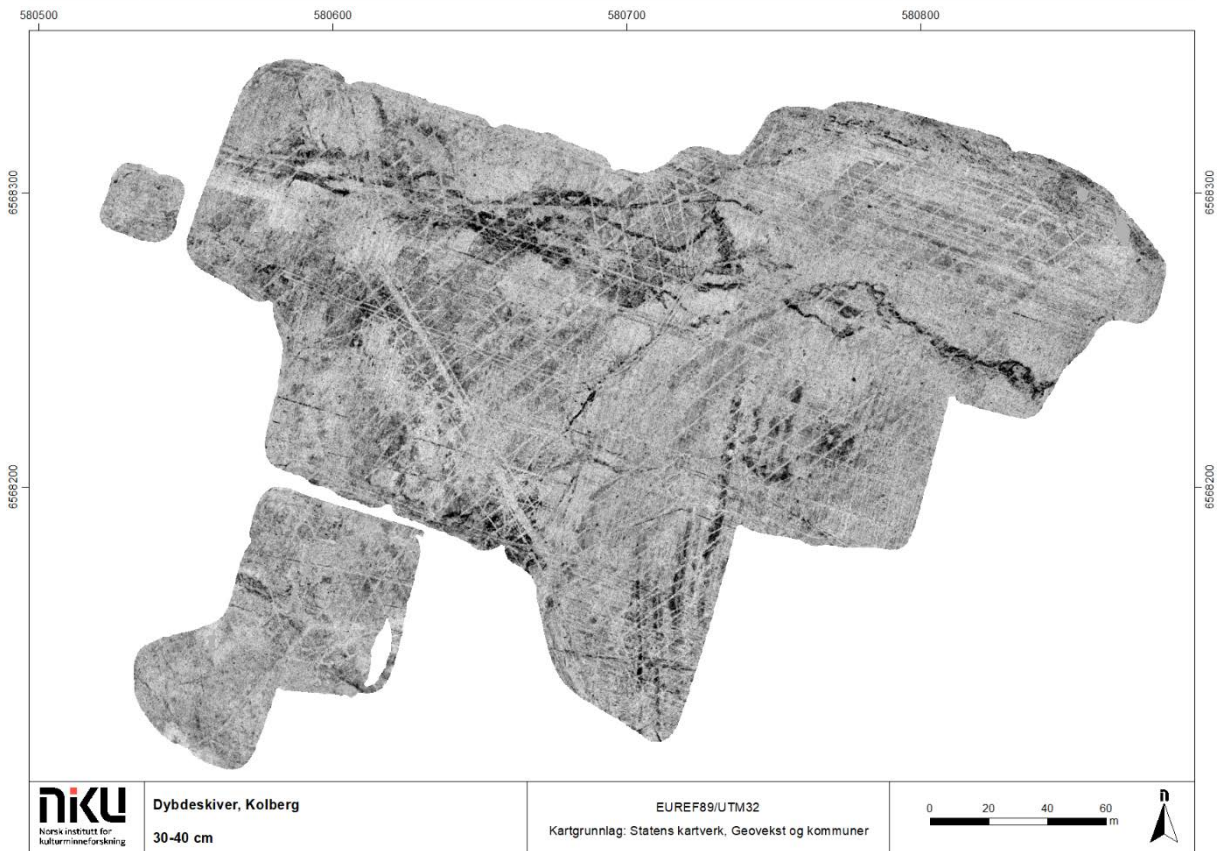 580500 580600 580700 580800
6568300 6568300
6568200 6568200
niku
Norsk institutt for
kulturminneforskning
Dybdeskiver, Kolberg
30-40 cm
EUREF89/UTM32
Kartgrunnlag: Statens kartverk, Geovekst og kommuner
0 20 40 60
m
n